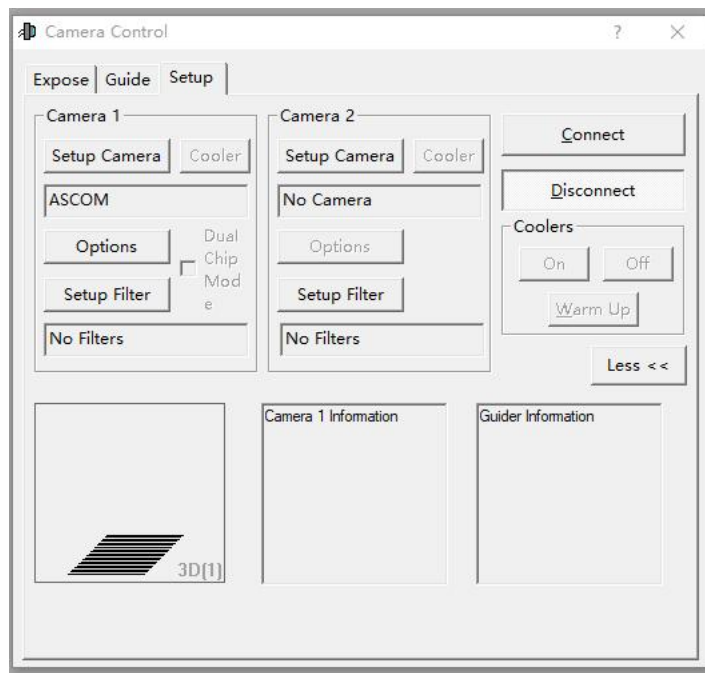 Camera Control
?
Expose Guide Setup
Camera 1
Setup Camera Cooler
ASCOM
Options
Dual
Chip
Mod
e
Setup Filter
No Filters
Camera 2
Setup Camera Cooler
No Camera
Options
Setup Filter
No Filters
Connect
Disconnect
Coolers
On Off
Warm Up
Less <<
3D(1)
Camera 1 Information
Guider Information